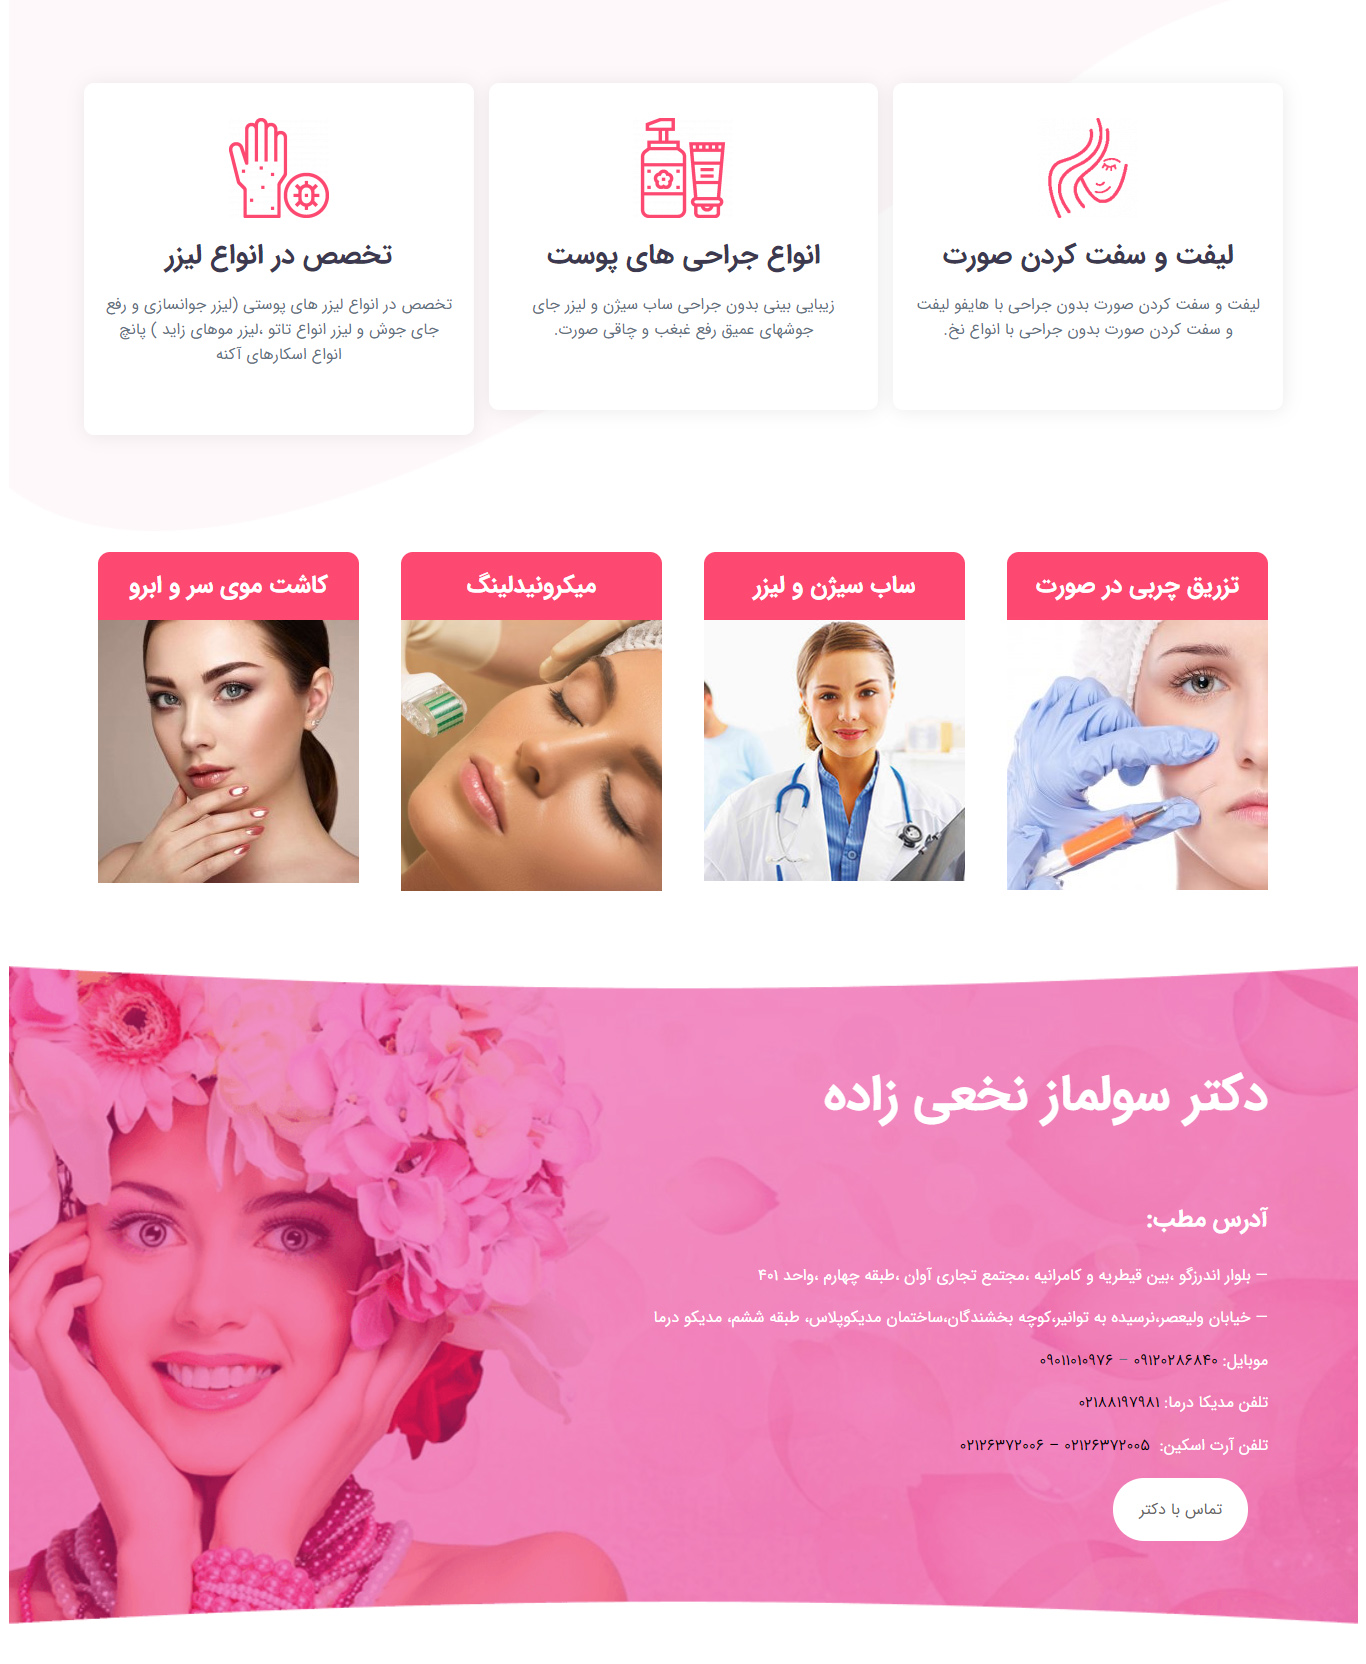 لیفت و سفت کردن صورت
لیفت و سفت کردن صورت بدون جراحی با هایفو لیفت
و سفت کردن صورت بدون جراحی با انواع نخ.
انواع جراحی های پوست
زیبایی بینی بدون جراحی ساب سیژن و لیزر جای
جوشهای عمیق رفع غبغب و چاقی صورت.
تخصص در انواع لیزر
تخصص در انواع لیزر های پوستی (لیزر جوانسازی و رفع
جای جوش و لیزر انواع تاتو ،لیزر موهای زاید ) پانچ
انواع اسکارهای آکنه
تزریق چربی در صورت
ساب سیژن و لیزر
میکرونیدلینگ
کاشت موی سر و ابرو
دکتر سولماز نخعی زاده
آدرس مطب:
– بلوار اندرزگو ،بین قیطریه و کامرانیه ،مجتمع تجاری آوان ،طبقه چهارم ،واحد ۴۰۱
– خیابان ولیعصر،نرسیده به توانیر،کوچه بخشندگان،ساختمان مدیکوپلاس، طبقه ششم، مدیکو درما
موبایل: ۰۹۱۲۰۲۸۶۸۴۰ – ۰۹۰۱۱۰۱۰۹۷۶
تلفن مدیکا درما: ۰۲۱۸۸۱۹۷۹۸۱
تلفن آرت اسکین: ۰۲۱۲۶۳۷۲۰۰۵ – ۰۲۱۲۶۳۷۲۰۰۶
تماس با دکتر